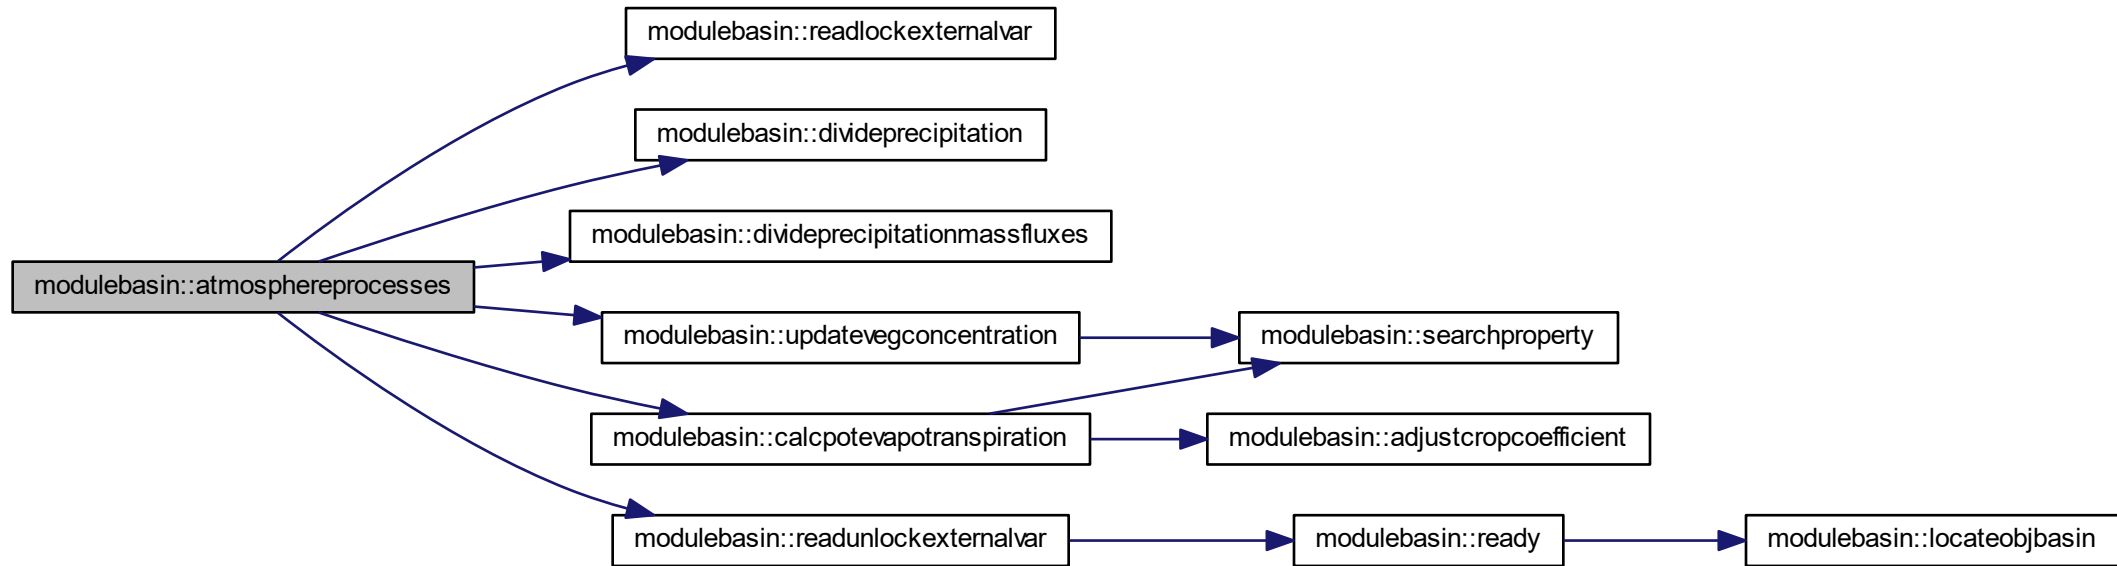 modulebasin::readlockexternalvar
modulebasin::divideprecipitation
modulebasin::divideprecipitationmassfluxes
modulebasin::atmosphereprocesses
modulebasin::updatevegconcentration
modulebasin::searchproperty
modulebasin::calcpotevapotranspiration
modulebasin::adjustcropcoefficient
modulebasin::readunlockexternalvar
modulebasin::ready
modulebasin::locateobjbasin